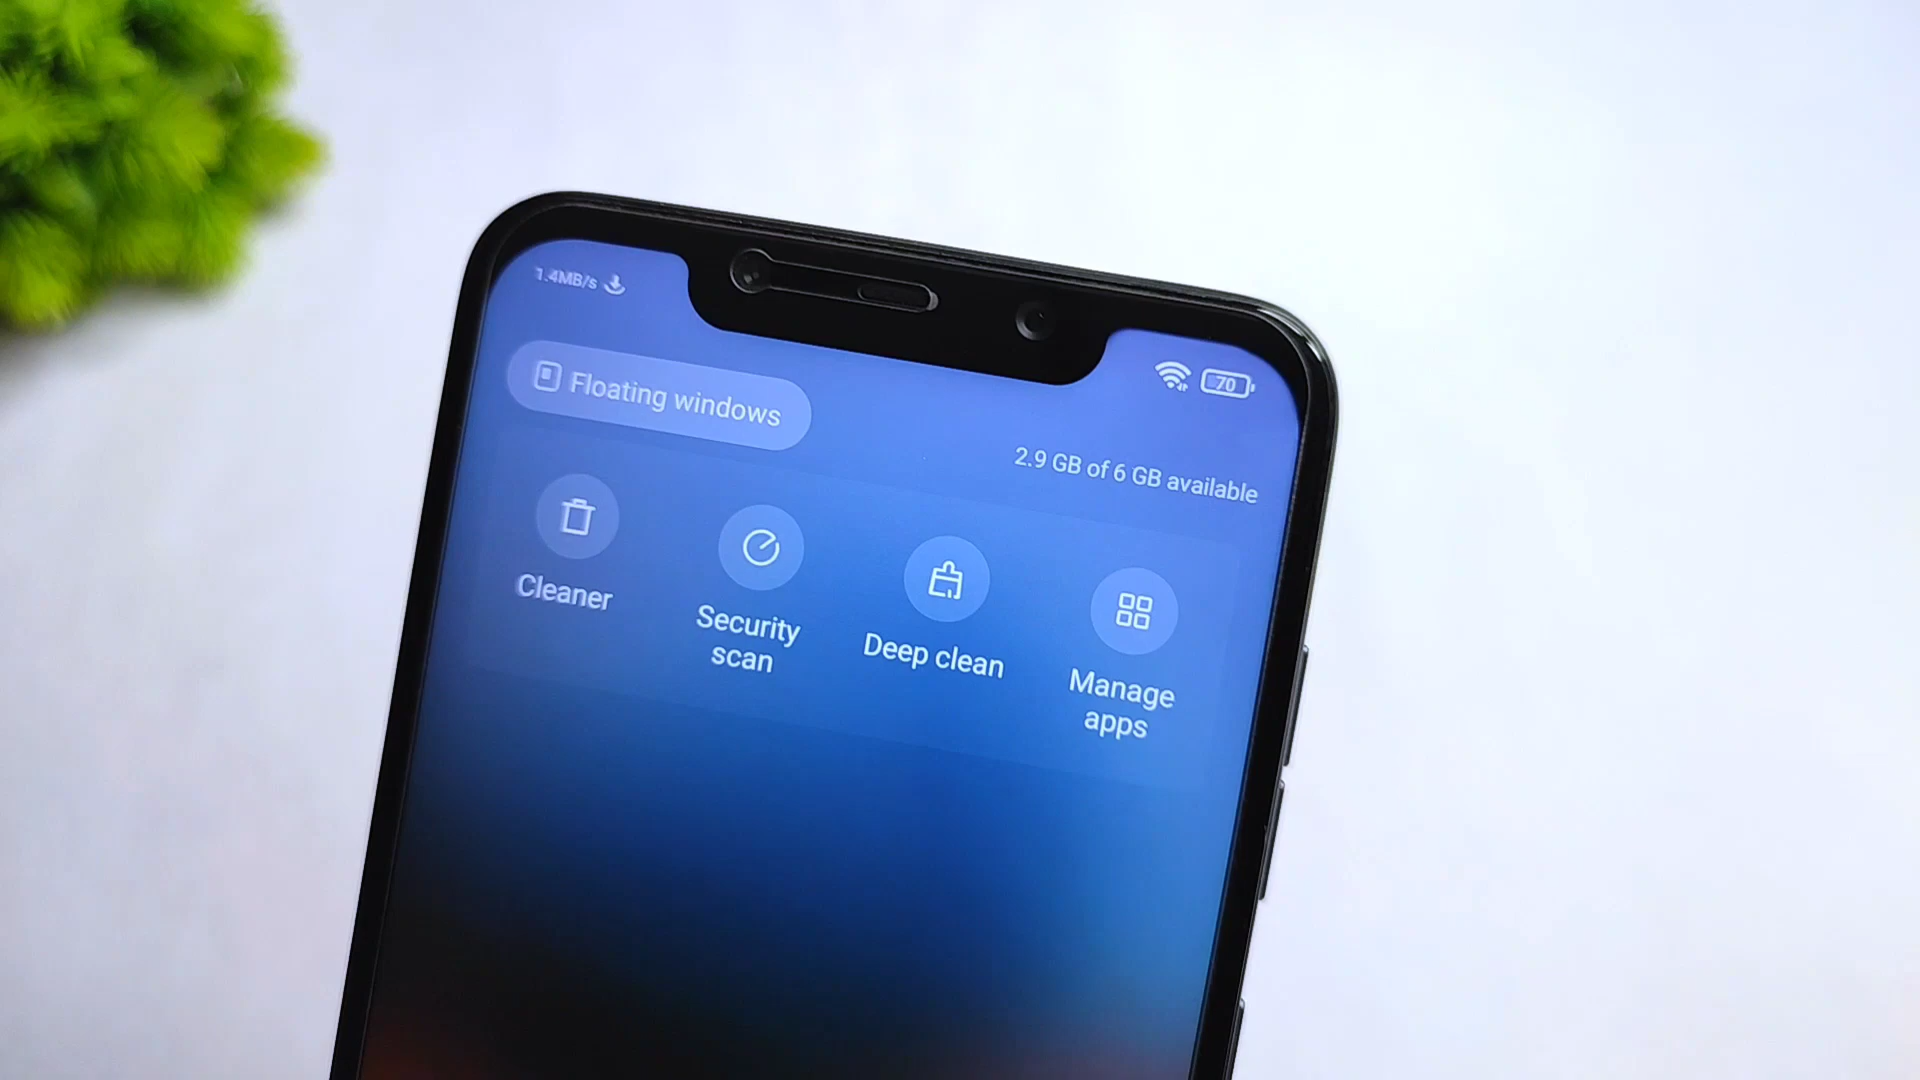 1.4MB/s
70
Floating windows
2.9 GB of 6 GB available
Cleaner
Security
scan
Deep clean
Manage
apps